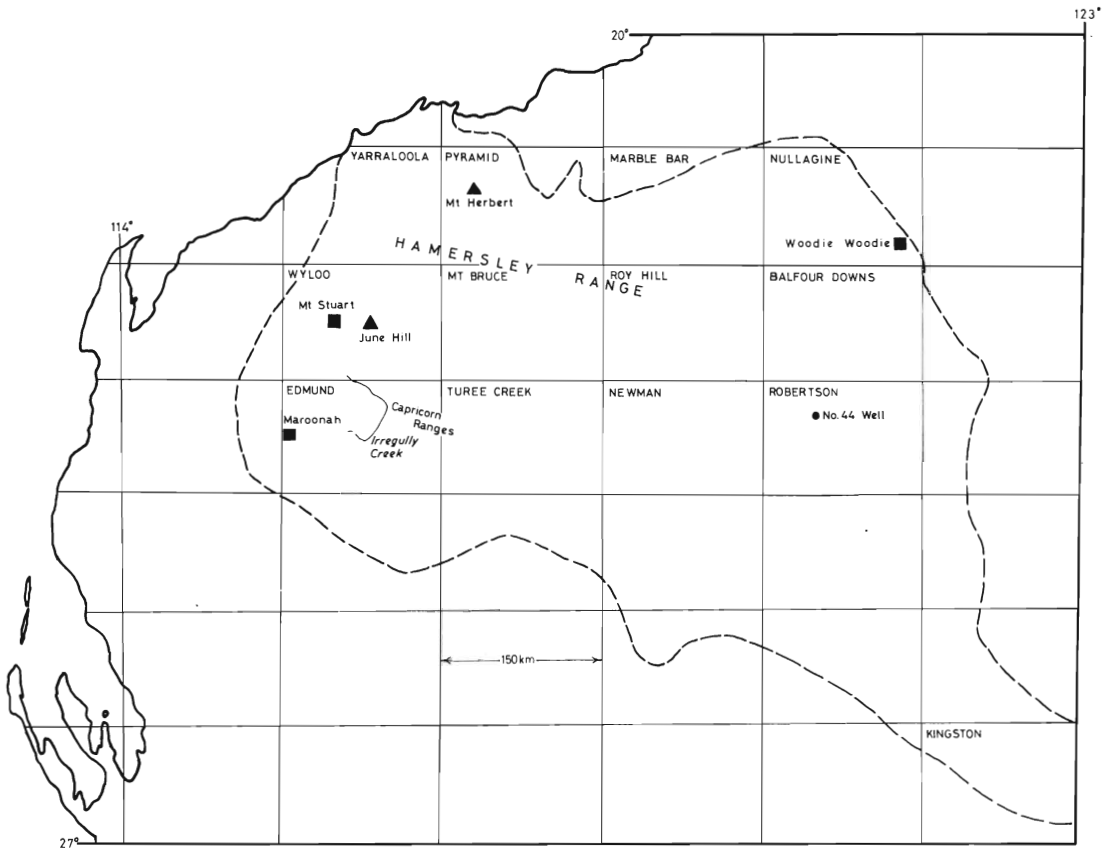 123°
20°
YARRALOOLA
PYRAMID
MARBLE BAR
NULLAGINE
Mt Herbert
114°
Woodie Woodie
HAMERSLEY RANGE
WYLOO
MT BRUCE
ROY HILL
BALFOUR DOWNS
Mt Stuart
June Hill
EDMUND
TUREE CREEK
NEWMAN
ROBERTSON
Maroonah
Capricorn
Ranges
No. 44 Well
Irregully
Creek
150km
KINGSTON
27°